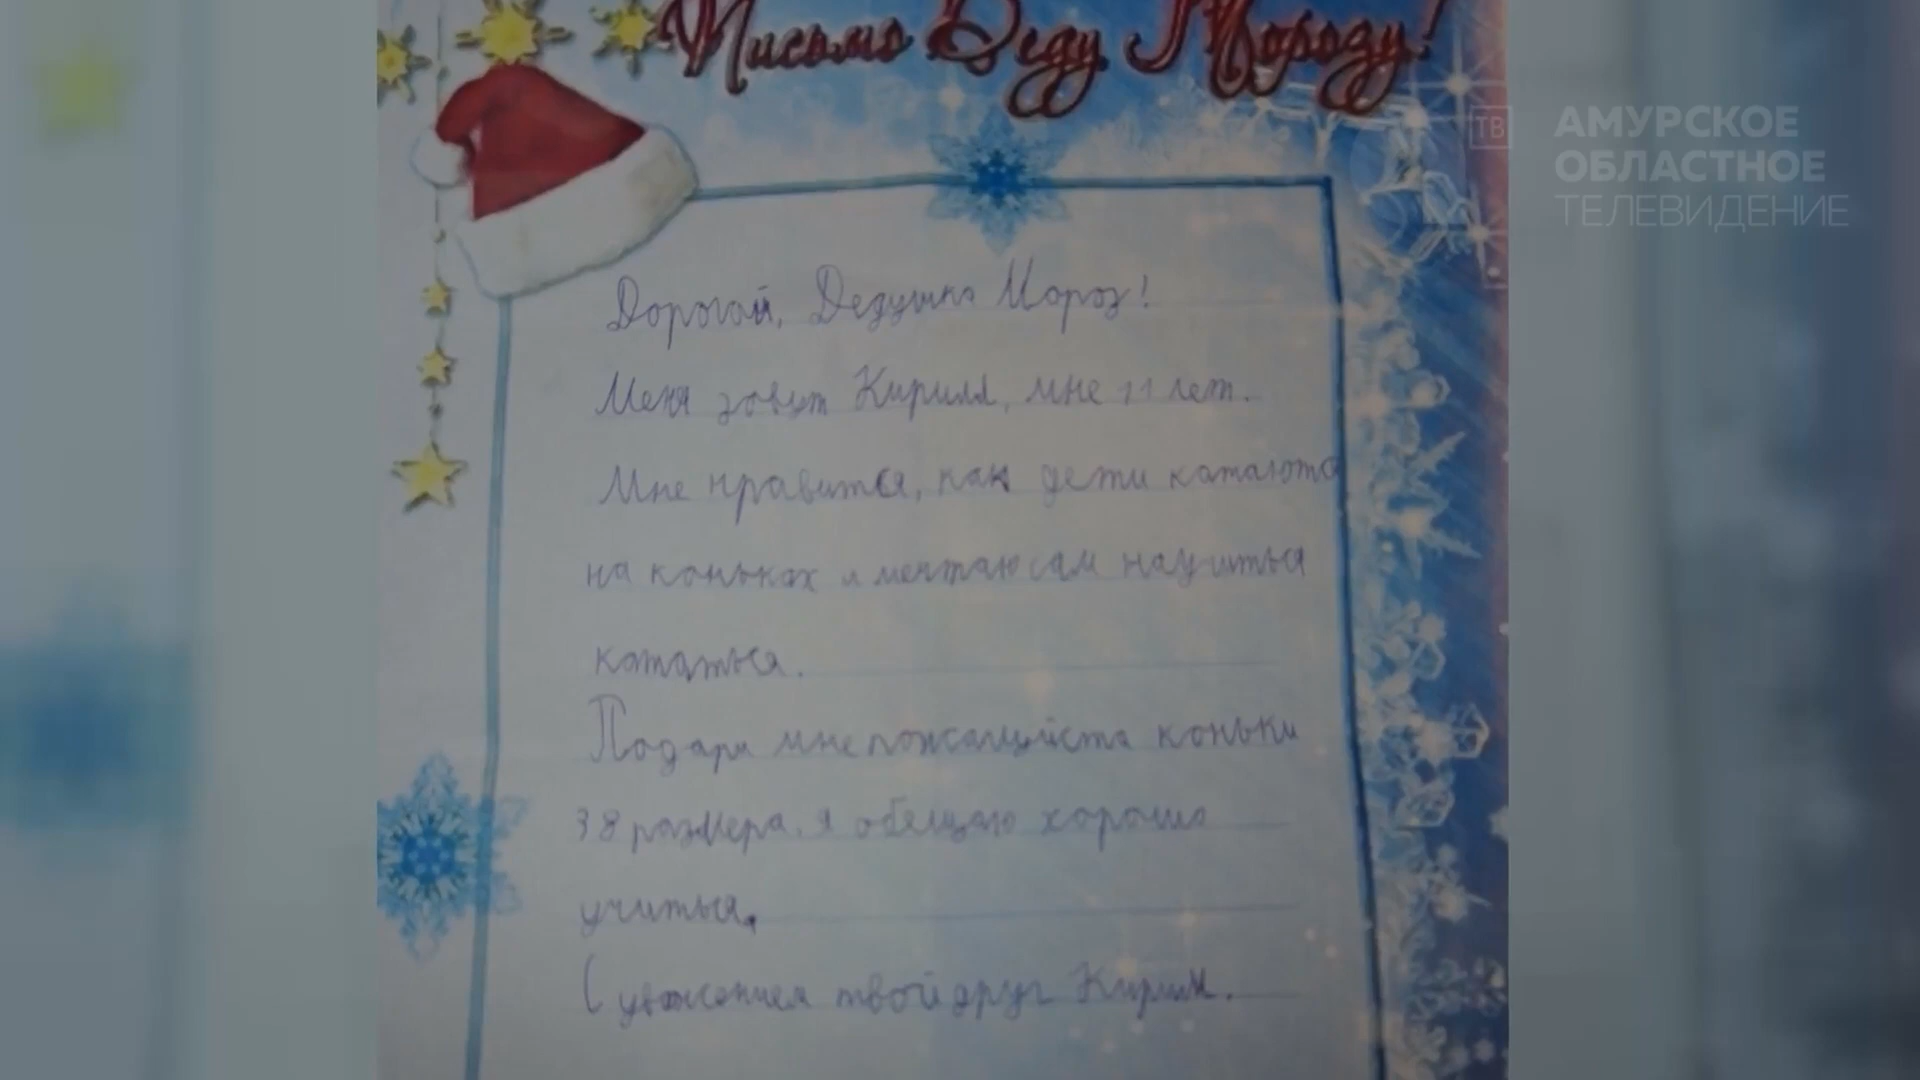 Письмо Деду Морозу!
ТВ АМУРСКОЕ
ОБЛАСТНОЕ
ТЕЛЕВИДЕНИЕ
Дорогой, Дедушка Мороз!
Меня зовут Кирилл, мне 11 лет.
Мне нравится, как дети катаются
на коньках и мечтаю сам научиться
кататься.
Подари мне пожалуйста коньки
38 размера. Я обещаю хорошо
учиться.
С уважением твой друг Кирилл.